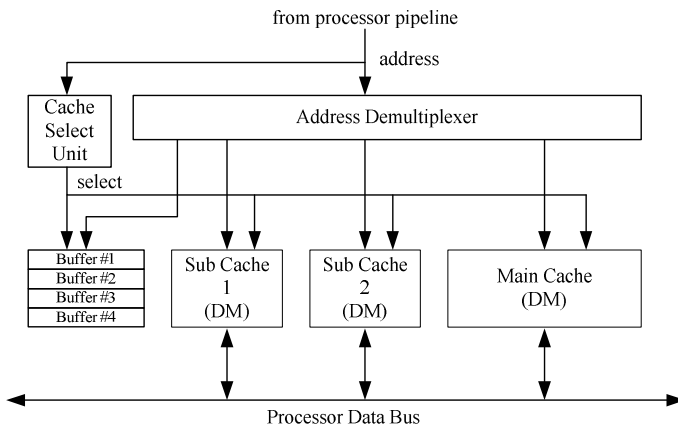 from processor pipeline
address
Cache
Select
Unit
Address Demultiplexer
select
Buffer #1
Buffer #2
Buffer #3
Buffer #4
Sub Cache
1
(DM)
Sub Cache
2
(DM)
Main Cache
(DM)
Processor Data Bus